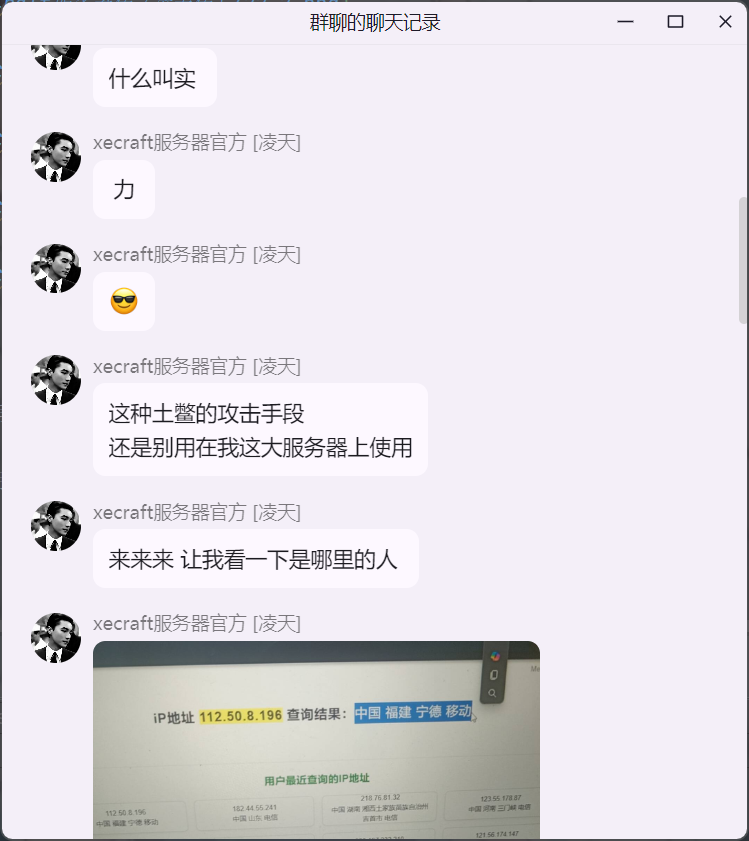 群聊的聊天记录
什么叫实
xecraft服务器官方 [凌天]
力
xecraft服务器官方 [凌天]
xecraft服务器官方 [凌天]
这种土鳖的攻击手段
还是别用在我这大服务器上使用
xecraft服务器官方 [凌天]
来来来 让我看一下是哪里的人
xecraft服务器官方 [凌天]
iP地址 112.50.8.196 查询结果： 中国 福建 宁德 移动
用户最近查询的IP地址
112.50.8.196
中国 福建 宁德 移动
182.44.55.241
中国 山东 电信
218.76.81.32
中国 湖南 湘西土家族苗族自治州
吉首市 电信
123.55.178.87
中国 河南 三门峡 电信
121.56.174.147